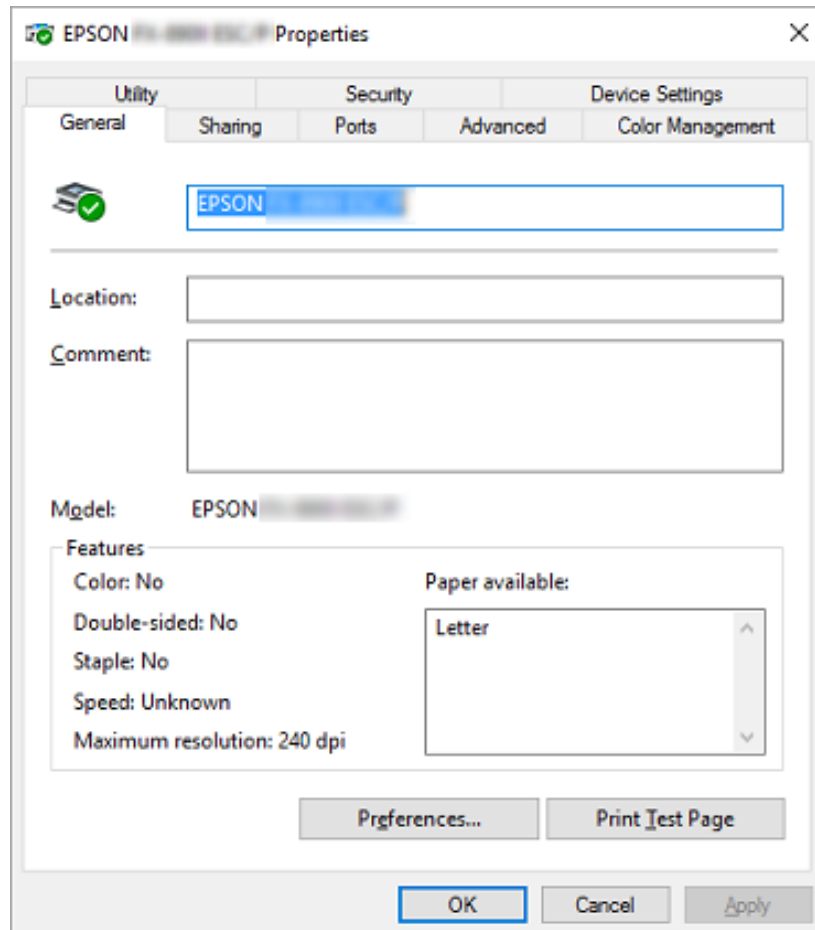 EPSON Properties
Utility Security Device Settings
General Sharing Ports Advanced Color Management
EPSON
Location:
Comment:
Model: EPSON
Features
Color: No
Paper available:
Double-sided: No
Letter
Staple: No
Speed: Unknown
Maximum resolution: 240 dpi
Preferences... Print Test Page
OK Cancel Apply